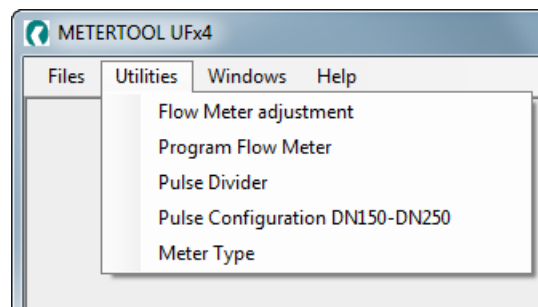 METERTOOL UFx4
Files Utilities Windows Help
Flow Meter adjustment
Program Flow Meter
Pulse Divider
Pulse Configuration DN150-DN250
Meter Type